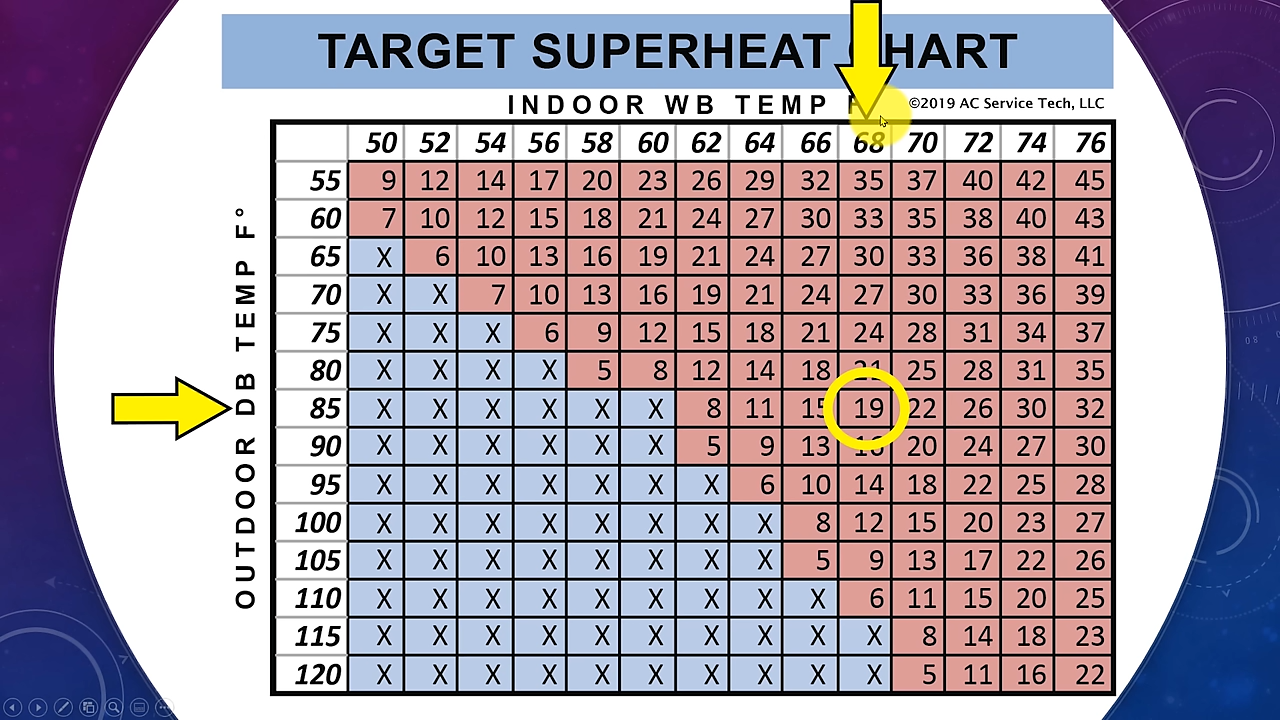 TARGET SUPERHEAT CHART
INDOOR WB TEMP F
©2019 AC Service Tech, LLC
OUTDOOR DB TEMP F°
50 52 54 56 58 60 62 64 66 68 70 72 74 76
55 9 12 14 17 20 23 26 29 32 35 37 40 42 45
60 7 10 12 15 18 21 24 27 30 33 35 38 40 43
65 X 6 10 13 16 19 21 24 27 30 33 36 38 41
70 X X 7 10 13 16 19 21 24 27 30 33 36 39
75 X X X 6 9 12 15 18 21 24 28 31 34 37
80 X X X X 5 8 12 14 18 21 25 28 31 35
85 X X X X X X 8 11 15 19 22 26 30 32
90 X X X X X X 5 9 13 16 20 24 27 30
95 X X X X X X X 6 10 14 18 22 25 28
100 X X X X X X X X 8 12 15 20 23 27
105 X X X X X X X X 5 9 13 17 22 26
110 X X X X X X X X X 6 11 15 20 25
115 X X X X X X X X X X 8 14 18 23
120 X X X X X X X X X X 5 11 16 22